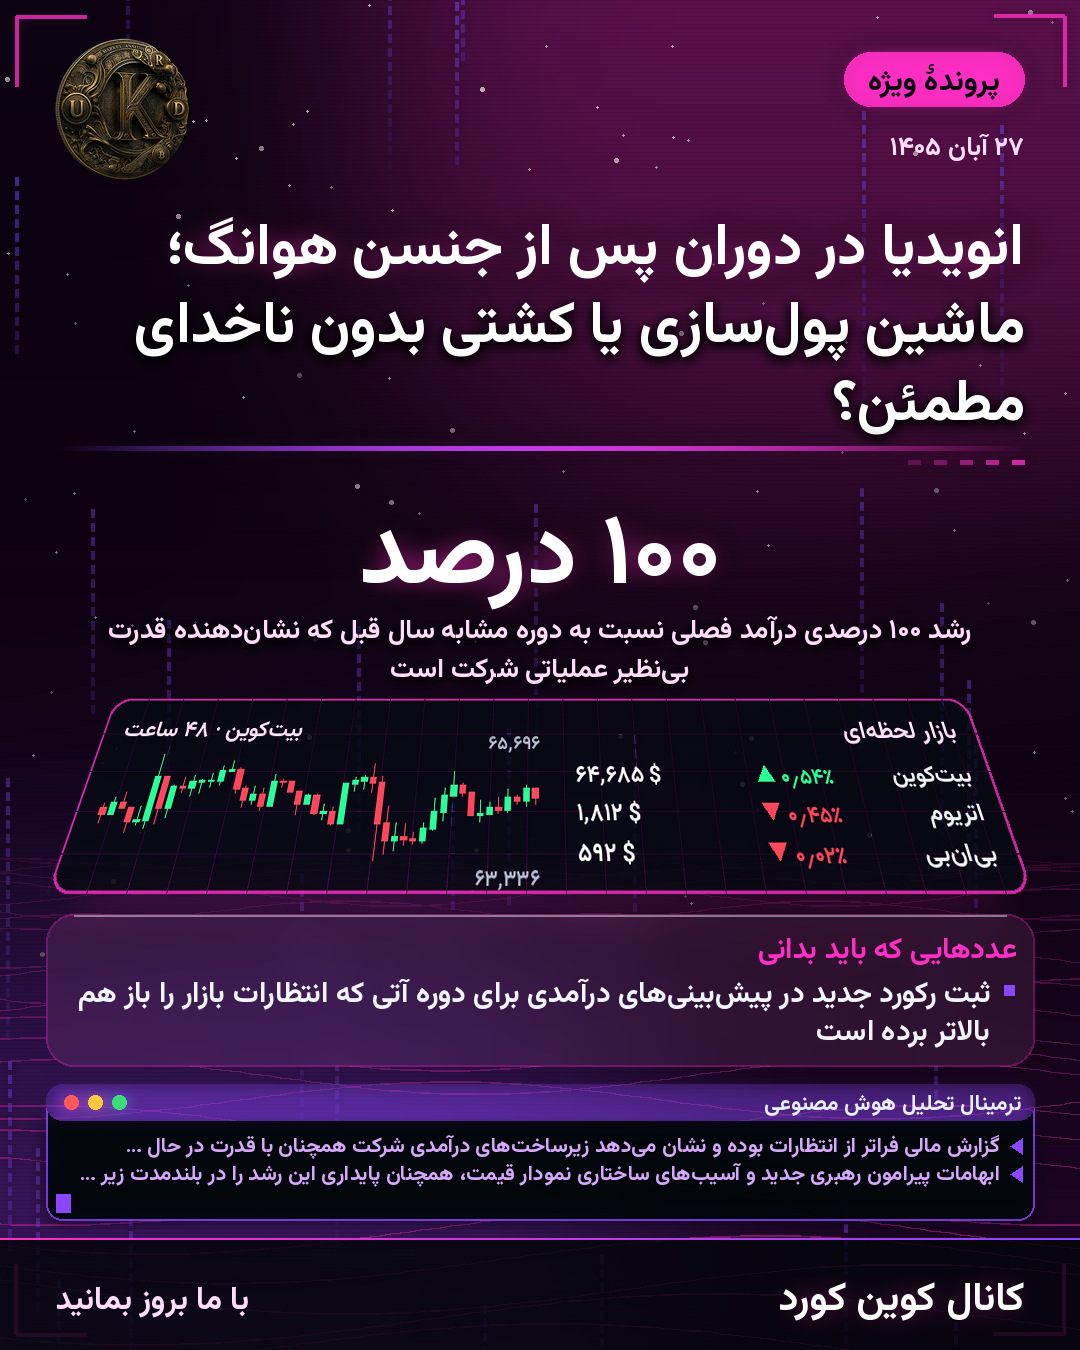 پروندهٔ ویژه
۲۷ آبان ۱۴۰۵
انویدیا در دوران پس از جنسن هوانگ؛
ماشین پول‌سازی یا کشتی بدون ناخدای
مطمئن؟
۱۰۰ درصد
رشد ۱۰۰ درصدی درآمد فصلی نسبت به دوره مشابه سال قبل که نشان‌دهنده قدرت
بی‌نظیر عملیاتی شرکت است
بازار لحظه‌ای
بیت‌کوین ۰٫۵۴٪ ▲ ۶۴,۶۸۵ $
اتریوم ۰٫۴۵٪ ▼ ۱,۸۱۲ $
بی‌ان‌بی ۰٫۰۲٪ ▼ ۵۹۲ $
بیت‌کوین · ۴۸ ساعت
۶۵,۶۹۶
۶۳,۳۳۶
عددهایی که باید بدانی
ثبت رکورد جدید در پیش‌بینی‌های درآمدی برای دوره آتی که انتظارات بازار را باز هم
بالاتر برده است
ترمینال تحلیل هوش مصنوعی
گزارش مالی فراتر از انتظارات بوده و نشان می‌دهد زیرساخت‌های درآمدی شرکت همچنان با قدرت در حال ...
ابهامات پیرامون رهبری جدید و آسیب‌های ساختاری نمودار قیمت، همچنان پایداری این رشد را در بلندمدت زیر ...
کانال کوین کورد
با ما بروز بمانید
U K R D B